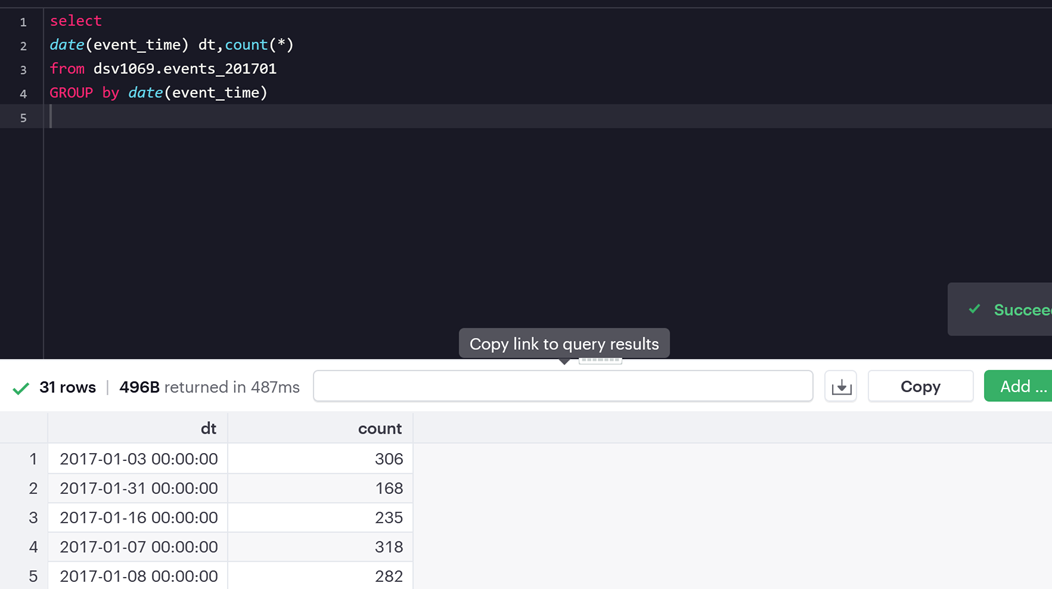 1 select
2 date(event_time) dt,count(*)
3 from dsv1069.events_201701
4 GROUP by date(event_time)
5
Succee
Copy link to query results
31 rows | 496B returned in 487ms Copy Add ...
dt count
1 2017-01-03 00:00:00 306
2 2017-01-31 00:00:00 168
3 2017-01-16 00:00:00 235
4 2017-01-07 00:00:00 318
5 2017-01-08 00:00:00 282